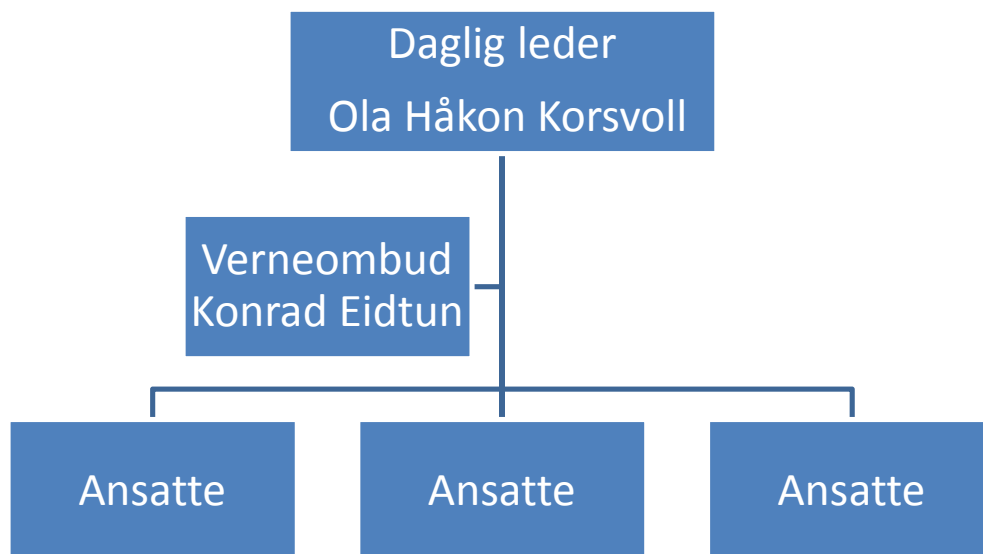 Daglig leder
Ola Håkon Korsvoll
Verneombud
Konrad Eidtun
Ansatte
Ansatte
Ansatte